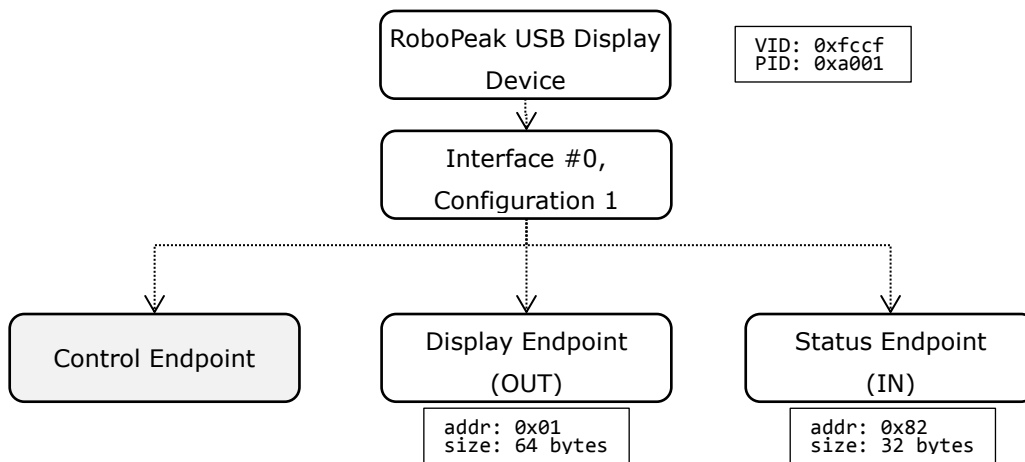 RoboPeak USB Display
Device
VID: 0xfccf
PID: 0xa001
Interface #0,
Configuration 1
Control Endpoint
Display Endpoint
(OUT)
Status Endpoint
(IN)
addr: 0x01
size: 64 bytes
addr: 0x82
size: 32 bytes